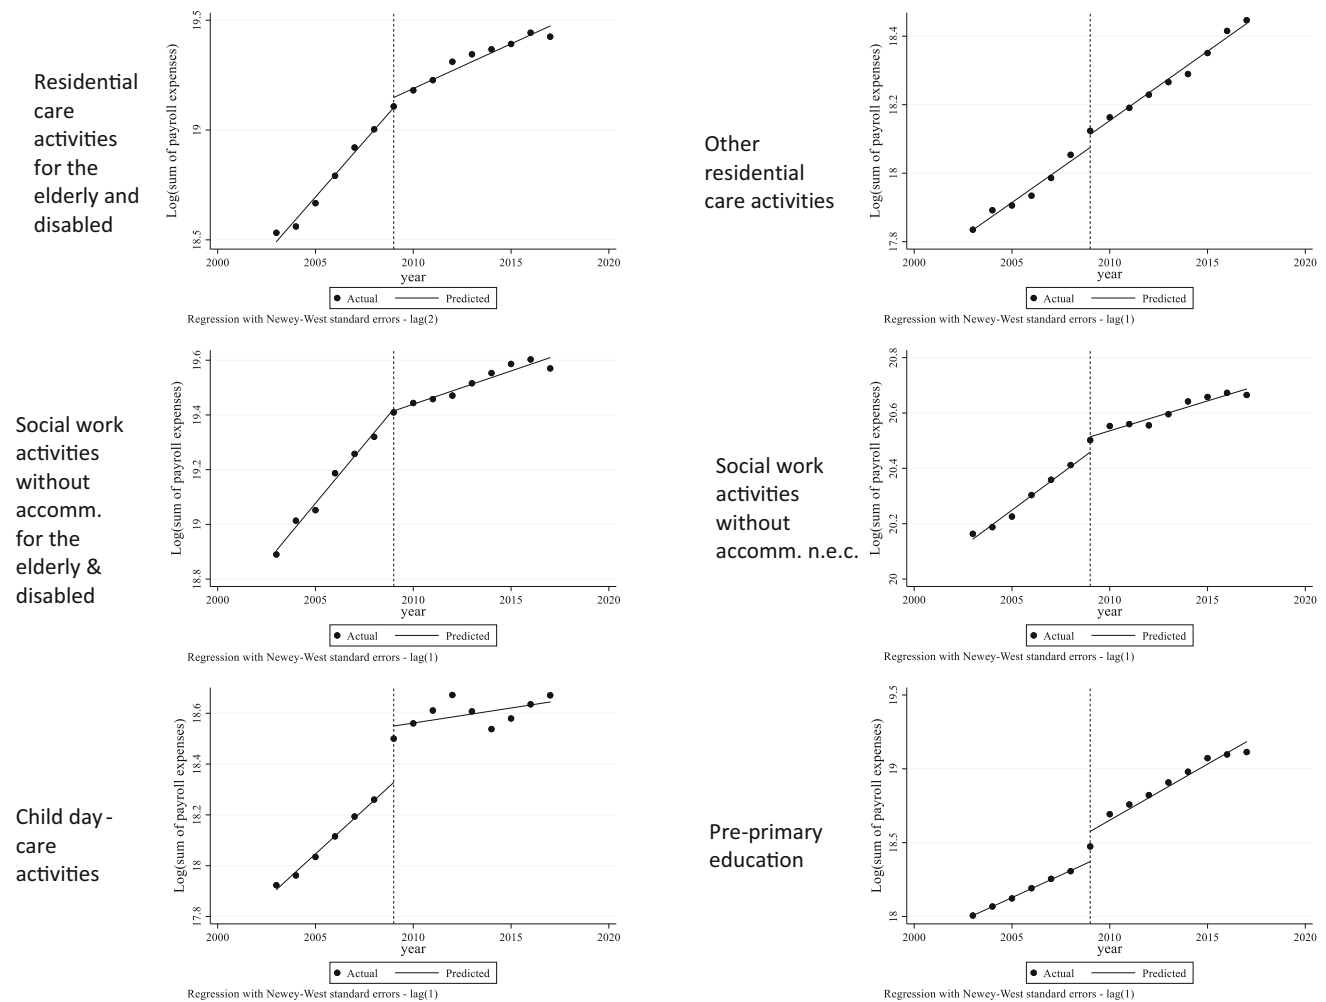 Residential
care
activities
for the
elderly and
disabled
Log(sum of payroll expenses)
19.5
19
18.5
2000 2005 2010 2015 2020
year
Actual Predicted
Regression with Newey-West standard errors - lag(2)
Other
residential
care activities
Log(sum of payroll expenses)
18.4
18.2
18
17.8
2000 2005 2010 2015 2020
year
Actual Predicted
Regression with Newey-West standard errors - lag(1)
Social work
activities
without
accomm.
for the
elderly &
disabled
Log(sum of payroll expenses)
19.6
19.4
19.2
19
18.8
2000 2005 2010 2015 2020
year
Actual Predicted
Regression with Newey-West standard errors - lag(1)
Social work
activities
without
accomm. n.e.c.
Log(sum of payroll expenses)
20.8
20.6
20.4
20.2
20
2000 2005 2010 2015 2020
year
Actual Predicted
Regression with Newey-West standard errors - lag(1)
Child day-
care
activities
Log(sum of payroll expenses)
18.6
18.4
18.2
18
17.8
2000 2005 2010 2015 2020
year
Actual Predicted
Regression with Newey-West standard errors - lag(1)
Pre-primary
education
Log(sum of payroll expenses)
19.5
19
18.5
18
2000 2005 2010 2015 2020
year
Actual Predicted
Regression with Newey-West standard errors - lag(1)